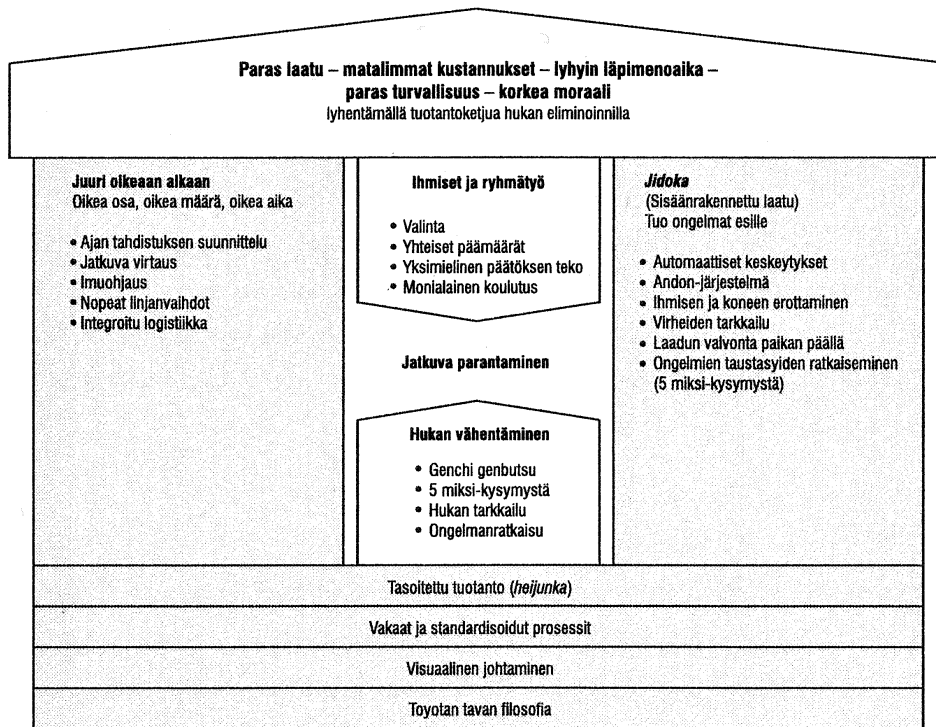 Paras laatu – matalimmat kustannukset – lyhyin läpimenoaika –
paras turvallisuus – korkea moraali
lyhentämällä tuotantoketjua hukan eliminoinnilla
Juuri oikeaan aikaan
Oikea osa, oikea määrä, oikea aika
• Ajan tahdistuksen suunnittelu
• Jatkuva virtaus
• Imuohjaus
• Nopeat linjanvaihdot
• Integroitu logistiikka
Ihmiset ja ryhmätyö
• Valinta
• Yhteiset päämäärät
• Yksimielinen päätöksen teko
• Monialainen koulutus
Jatkuva parantaminen
Hukan vähentäminen
• Genchi genbutsu
• 5 miksi-kysymystä
• Hukan tarkkailu
• Ongelmanratkaisu
Jidoka
(Sisäänrakennettu laatu)
Tuo ongelmat esille
• Automaattiset keskeytykset
• Andon-järjestelmä
• Ihmisen ja koneen erottaminen
• Virheiden tarkkailu
• Laadun valvonta paikan päällä
• Ongelmien taustasyiden ratkaiseminen
(5 miksi-kysymystä)
Tasoitettu tuotanto (heijunka)
Vakaat ja standardisoidut prosessit
Visuaalinen johtaminen
Toyotan tavan filosofia